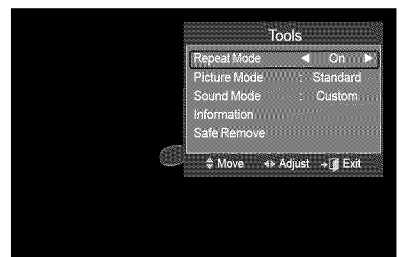 Tools
Repeat Mode ◄ On ►
Picture Mode : Standard
Sound Mode : Custom
Information
Safe Remove
Move Adjust Exit